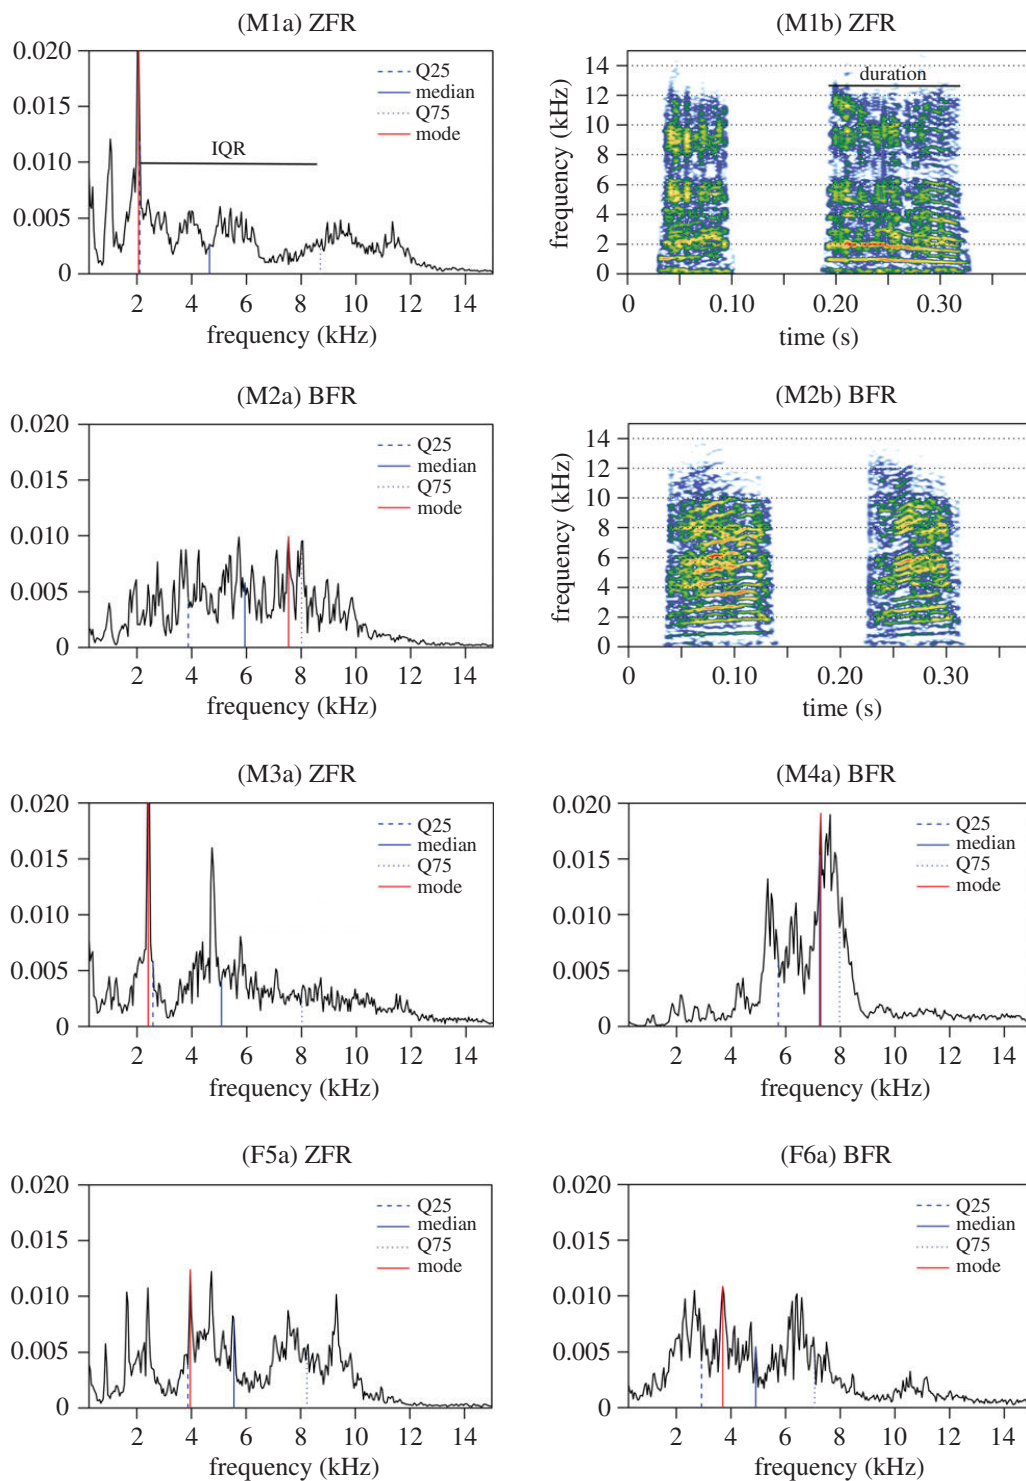 (M1a) ZFR
0.020
0.015
0.010
0.005
0
Q25
median
Q75
mode
IQR
2 4 6 8 10 12 14
frequency (kHz)
(M1b) ZFR
frequency (kHz)
14
12
10
8
6
4
2
0
duration
0 0.10 0.20 0.30
time (s)
(M2a) BFR
0.020
0.015
0.010
0.005
0
Q25
median
Q75
mode
2 4 6 8 10 12 14
frequency (kHz)
(M2b) BFR
frequency (kHz)
14
12
10
8
6
4
2
0
0 0.10 0.20 0.30
time (s)
(M3a) ZFR
0.020
0.015
0.010
0.005
0
Q25
median
Q75
mode
2 4 6 8 10 12 14
frequency (kHz)
(M4a) BFR
0.020
0.015
0.010
0.005
0
Q25
median
Q75
mode
2 4 6 8 10 12 14
frequency (kHz)
(F5a) ZFR
0.020
0.015
0.010
0.005
0
Q25
median
Q75
mode
2 4 6 8 10 12 14
frequency (kHz)
(F6a) BFR
0.020
0.015
0.010
0.005
0
Q25
median
Q75
mode
2 4 6 8 10 12 14
frequency (kHz)